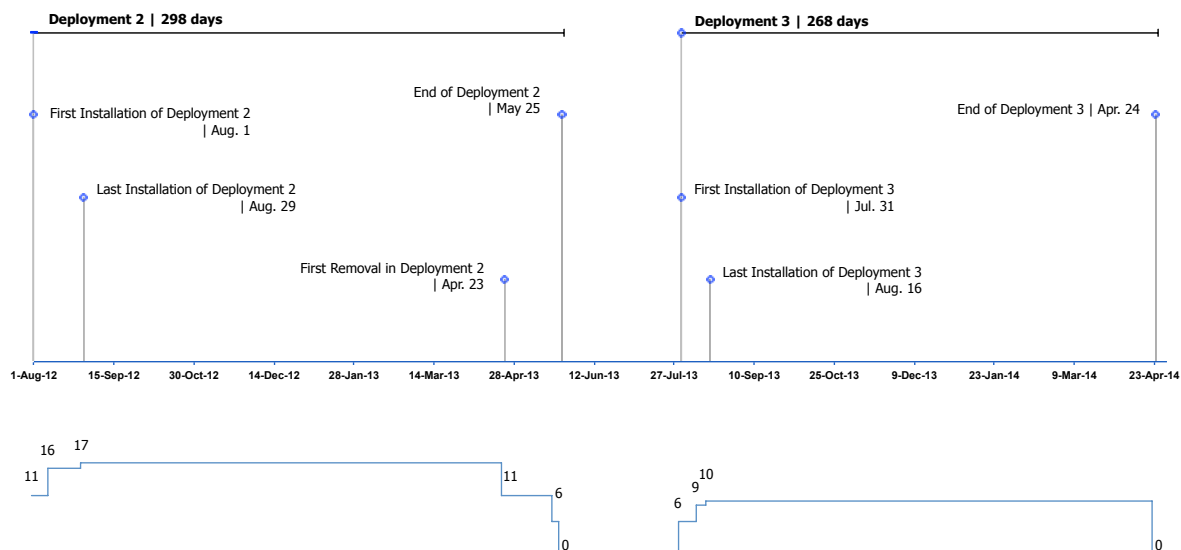 Deployment 2 | 298 days
Deployment 3 | 268 days
End of Deployment 2
| May 25
First Installation of Deployment 2
| Aug. 1
End of Deployment 3 | Apr. 24
Last Installation of Deployment 2
| Aug. 29
First Installation of Deployment 3
| Jul. 31
First Removal in Deployment 2
| Apr. 23
Last Installation of Deployment 3
| Aug. 16
1-Aug-12 15-Sep-12 30-Oct-12 14-Dec-12 28-Jan-13 14-Mar-13 28-Apr-13 12-Jun-13 27-Jul-13 10-Sep-13 25-Oct-13 9-Dec-13 23-Jan-14 9-Mar-14 23-Apr-14
11 16 17 11 6 0
6 9 10 0